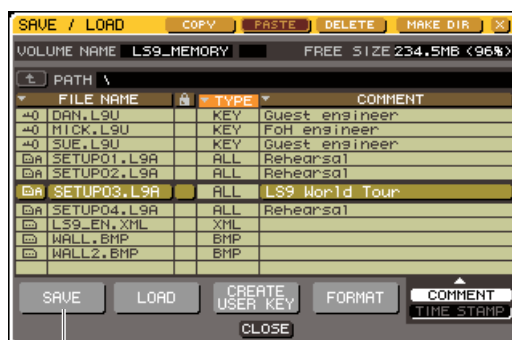 SAVE / LOAD COPY PASTE DELETE MAKE DIR X
VOLUME NAME LS9_MEMORY FREE SIZE 234.5MB (96%)
PATH \
FILE NAME TYPE COMMENT
DAN.L9U KEY Guest engineer
MICK.L9U KEY FoH engineer
SUE.L9U KEY Guest engineer
SETUP01.L9A ALL Rehearsal
SETUP02.L9A ALL Rehearsal
SETUP03.L9A ALL LS9 World Tour
SETUP04.L9A ALL Rehearsal
LS9_EN.XML XML
WALL.BMP BMP
WALL2.BMP BMP
SAVE LOAD CREATE USER KEY FORMAT COMMENT
TIME STAMP
CLOSE